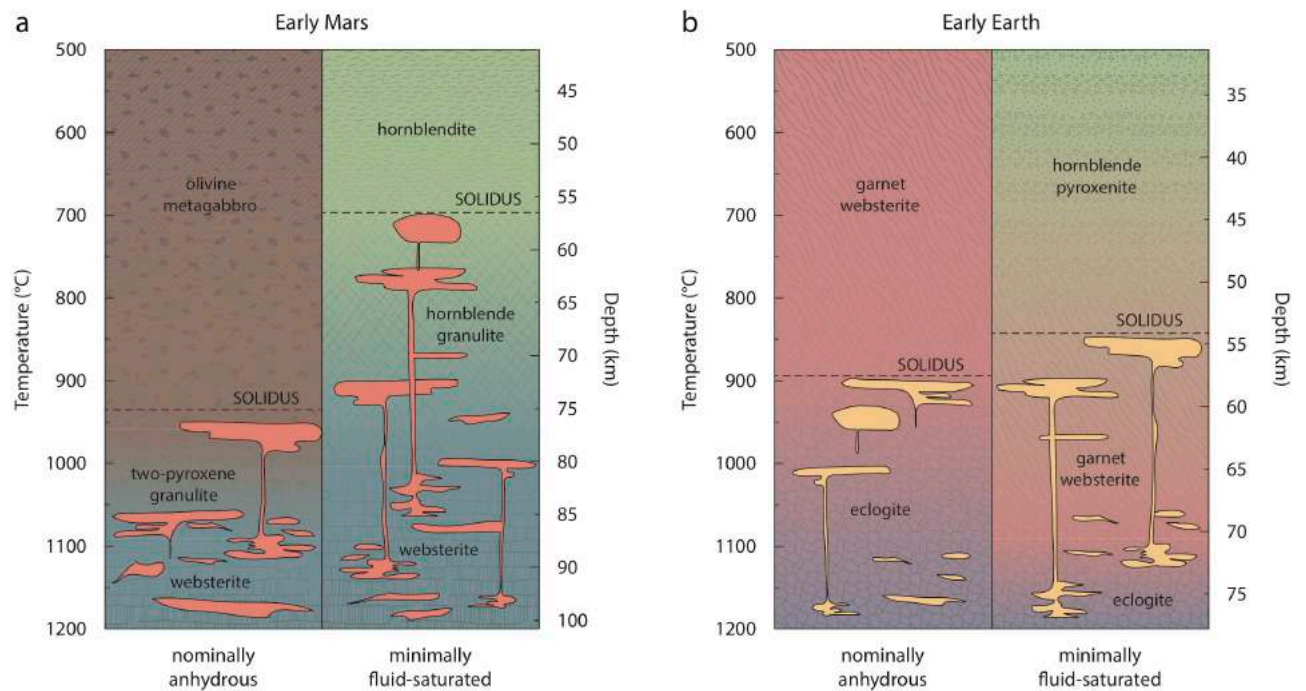 a
Early Mars
500
600
700
800
900
1000
1100
1200
Temperature (°C)
olivine
metagabbro
SOLIDUS
two-pyroxene
granulite
websterite
nominally
anhydrous
hornblendite
SOLIDUS
hornblende
granulite
websterite
minimally
fluid-saturated
45
50
55
60
65
70
75
80
85
90
95
100
Depth (km)
b
Early Earth
500
600
700
800
900
1000
1100
1200
Temperature (°C)
garnet
websterite
SOLIDUS
eclogite
nominally
anhydrous
hornblende
pyroxenite
SOLIDUS
garnet
websterite
eclogite
minimally
fluid-saturated
35
40
45
50
55
60
65
70
75
Depth (km)